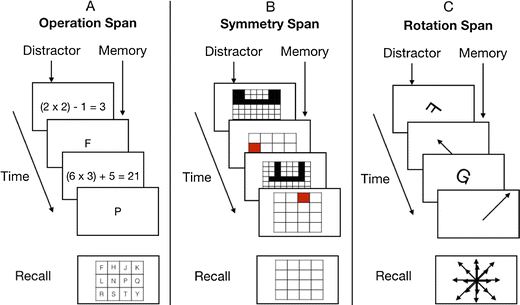 A
Operation Span
Distractor Memory
(2 x 2) - 1 = 3
F
(6 x 3) + 5 = 21
P
Time
Recall
F H J K
L N P Q
R S T Y
B
Symmetry Span
Distractor Memory
Time
Recall
C
Rotation Span
Distractor Memory
F
G
Time
Recall